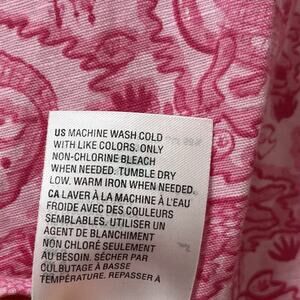 US MACHINE WASH COLD
WITH LIKE COLORS. ONLY
NON-CHLORINE BLEACH
WHEN NEEDED. TUMBLE DRY
LOW. WARM IRON WHEN NEEDED.
CA LAVER À LA MACHINE À L'EAU
FROIDE AVEC DES COULEURS
SEMBLABLES. UTILISER UN
AGENT DE BLANCHIMENT
NON CHLORÉ SEULEMENT
AU BESOIN. SÉCHER PAR
CULBUTAGE À BASSE
TEMPÉRATURE. REPASSER À